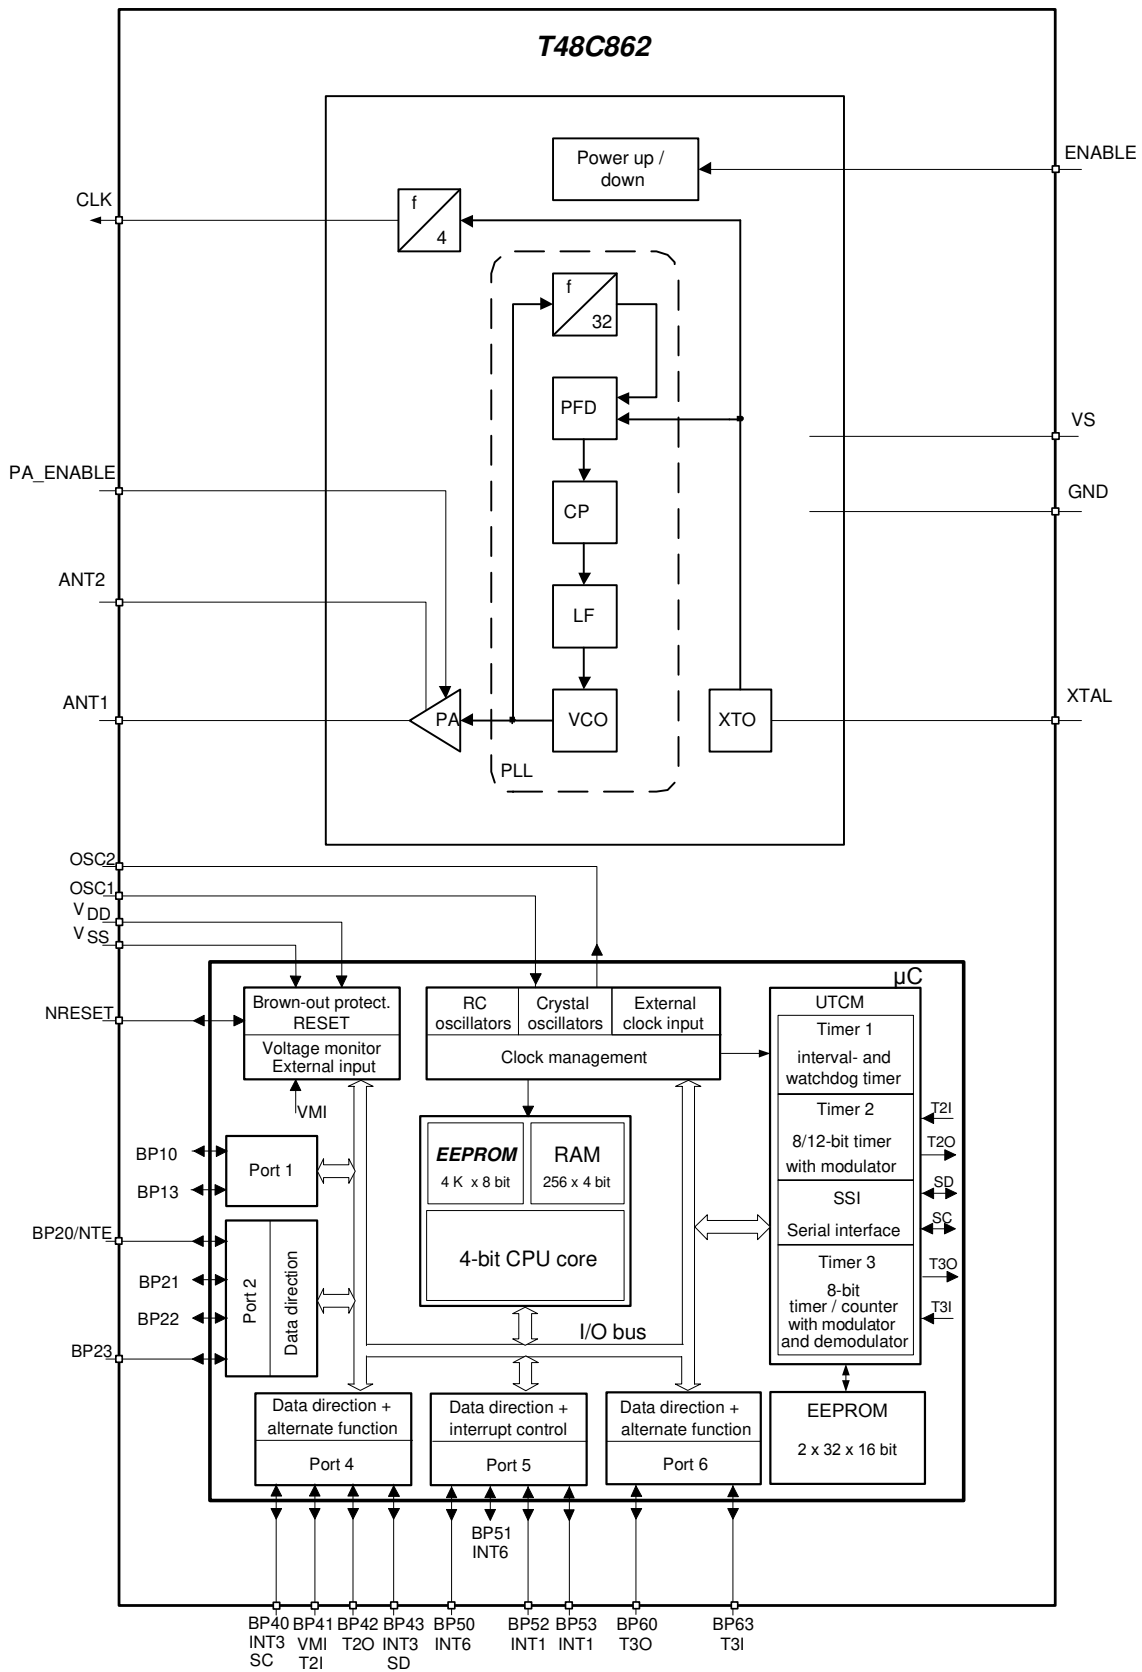 T48C862
Power up /
down
ENABLE
CLK
f
4
f
32
PFD
VS
PA_ENABLE
GND
CP
ANT2
LF
ANT1
PA
VCO
XTO
XTAL
PLL
OSC2
OSC1
V DD
V SS
µC
NRESET
Brown-out protect.
RESET
Voltage monitor
External input
VMI
RC
oscillators
Crystal
oscillators
External
clock input
Clock management
UTCM
Timer 1
interval- and
watchdog timer
Timer 2
8/12-bit timer
with modulator
SSI
Serial interface
Timer 3
8-bit
timer / counter
with modulator
and demodulator
T2I
T2O
SD
SC
T3O
T3I
EEPROM
4 K x 8 bit
RAM
256 x 4 bit
4-bit CPU core
BP10
BP13
Port 1
BP20/NTE
BP21
BP22
BP23
Port 2
Data direction
I/O bus
Data direction +
alternate function
Port 4
Data direction +
interrupt control
Port 5
Data direction +
alternate function
Port 6
EEPROM
2 x 32 x 16 bit
BP51
INT6
BP40
INT3
SC
BP41
VMI
T2I
BP42
T2O
BP43
INT3
SD
BP50
INT6
BP52
INT1
BP53
INT1
BP60
T3O
BP63
T3I